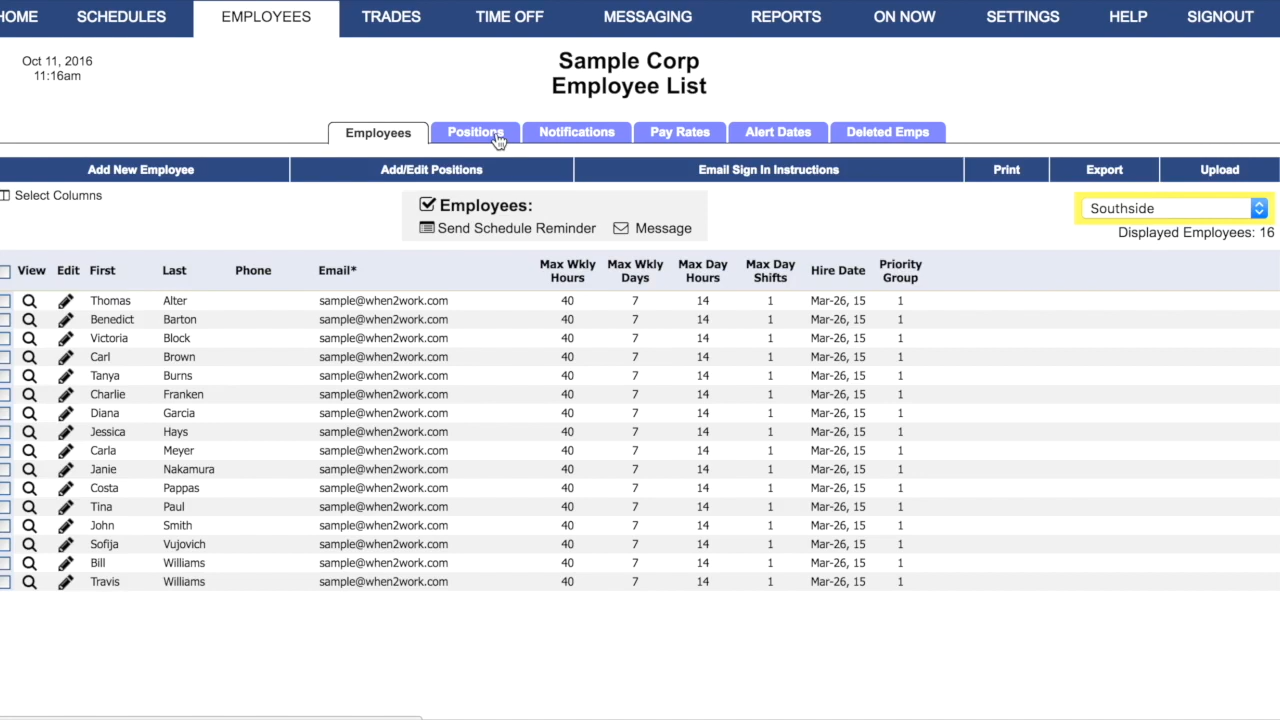 HOME SCHEDULES EMPLOYEES TRADES TIME OFF MESSAGING REPORTS ON NOW SETTINGS HELP SIGNOUT
Oct 11, 2016
11:16am
Sample Corp
Employee List
Employees Positions Notifications Pay Rates Alert Dates Deleted Emps
Add New Employee Add/Edit Positions Email Sign In Instructions Print Export Upload
Select Columns
Employees:
Send Schedule Reminder Message
Southside
Displayed Employees: 16
View Edit First Last Phone Email* Max Wkly Hours Max Wkly Days Max Day Hours Max Day Shifts Hire Date Priority Group
Thomas Alter sample@when2work.com 40 7 14 1 Mar-26, 15 1
Benedict Barton sample@when2work.com 40 7 14 1 Mar-26, 15 1
Victoria Block sample@when2work.com 40 7 14 1 Mar-26, 15 1
Carl Brown sample@when2work.com 40 7 14 1 Mar-26, 15 1
Tanya Burns sample@when2work.com 40 7 14 1 Mar-26, 15 1
Charlie Franken sample@when2work.com 40 7 14 1 Mar-26, 15 1
Diana Garcia sample@when2work.com 40 7 14 1 Mar-26, 15 1
Jessica Hays sample@when2work.com 40 7 14 1 Mar-26, 15 1
Carla Meyer sample@when2work.com 40 7 14 1 Mar-26, 15 1
Janie Nakamura sample@when2work.com 40 7 14 1 Mar-26, 15 1
Costa Pappas sample@when2work.com 40 7 14 1 Mar-26, 15 1
Tina Paul sample@when2work.com 40 7 14 1 Mar-26, 15 1
John Smith sample@when2work.com 40 7 14 1 Mar-26, 15 1
Sofija Vujovich sample@when2work.com 40 7 14 1 Mar-26, 15 1
Bill Williams sample@when2work.com 40 7 14 1 Mar-26, 15 1
Travis Williams sample@when2work.com 40 7 14 1 Mar-26, 15 1